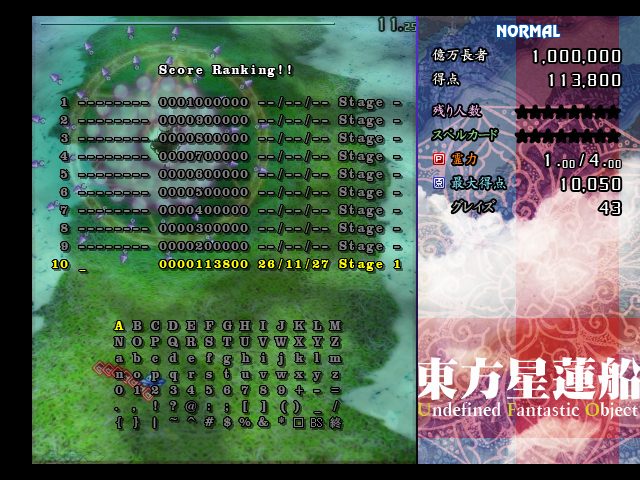 11.25
Score Ranking!!
1 -------- 0001000000 --/--/-- Stage -
2 -------- 0000900000 --/--/-- Stage -
3 -------- 0000800000 --/--/-- Stage -
4 -------- 0000700000 --/--/-- Stage -
5 -------- 0000600000 --/--/-- Stage -
6 -------- 0000500000 --/--/-- Stage -
7 -------- 0000400000 --/--/-- Stage -
8 -------- 0000300000 --/--/-- Stage -
9 -------- 0000200000 --/--/-- Stage -
10 _ 0000113800 26/11/27 Stage 1
A B C D E F G H I J K L M
N O P Q R S T U V W X Y Z
a b c d e f g h i j k l m
n o p q r s t u v w x y z
0 1 2 3 4 5 6 7 8 9 + - =
. , ! ? @ : ; [ ] ( ) _ /
{ } | ~ ^ # $ % & * □ BS 終
NORMAL
億万長者 1,000,000
得点 113,800
残り人数 ★★★★★★★★
スペルカード ★★★★★★★★
P 霊力 1.00/4.00
点 最大得点 10,050
グレイズ 43
東方星蓮船
Undefined Fantastic Object